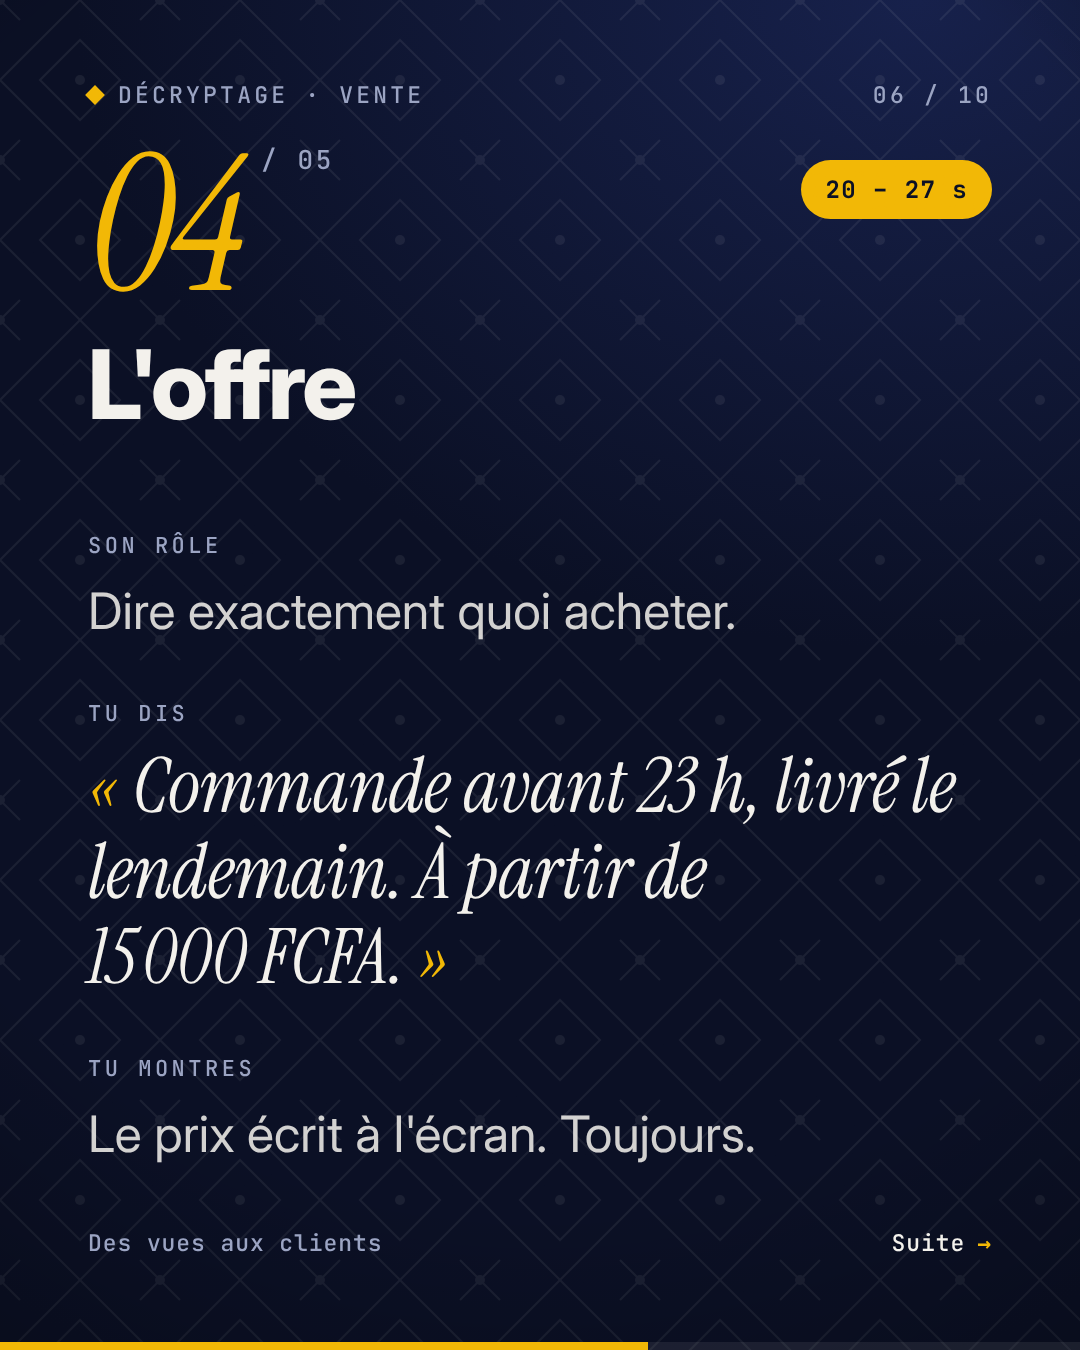 DÉCRYPTAGE · VENTE
06 / 10
04 / 05
20 – 27 s
L'offre
SON RÔLE
Dire exactement quoi acheter.
TU DIS
« Commande avant 23 h, livré le
lendemain. À partir de
15 000 FCFA. »
TU MONTRES
Le prix écrit à l'écran. Toujours.
Des vues aux clients
Suite →